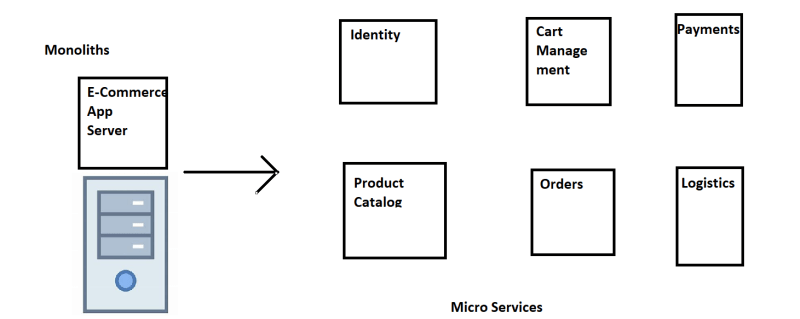 Monoliths
E-Commerce
App
Server
Identity
Cart
Manage
ment
Payments
Product
Catalog
Orders
Logistics
Micro Services